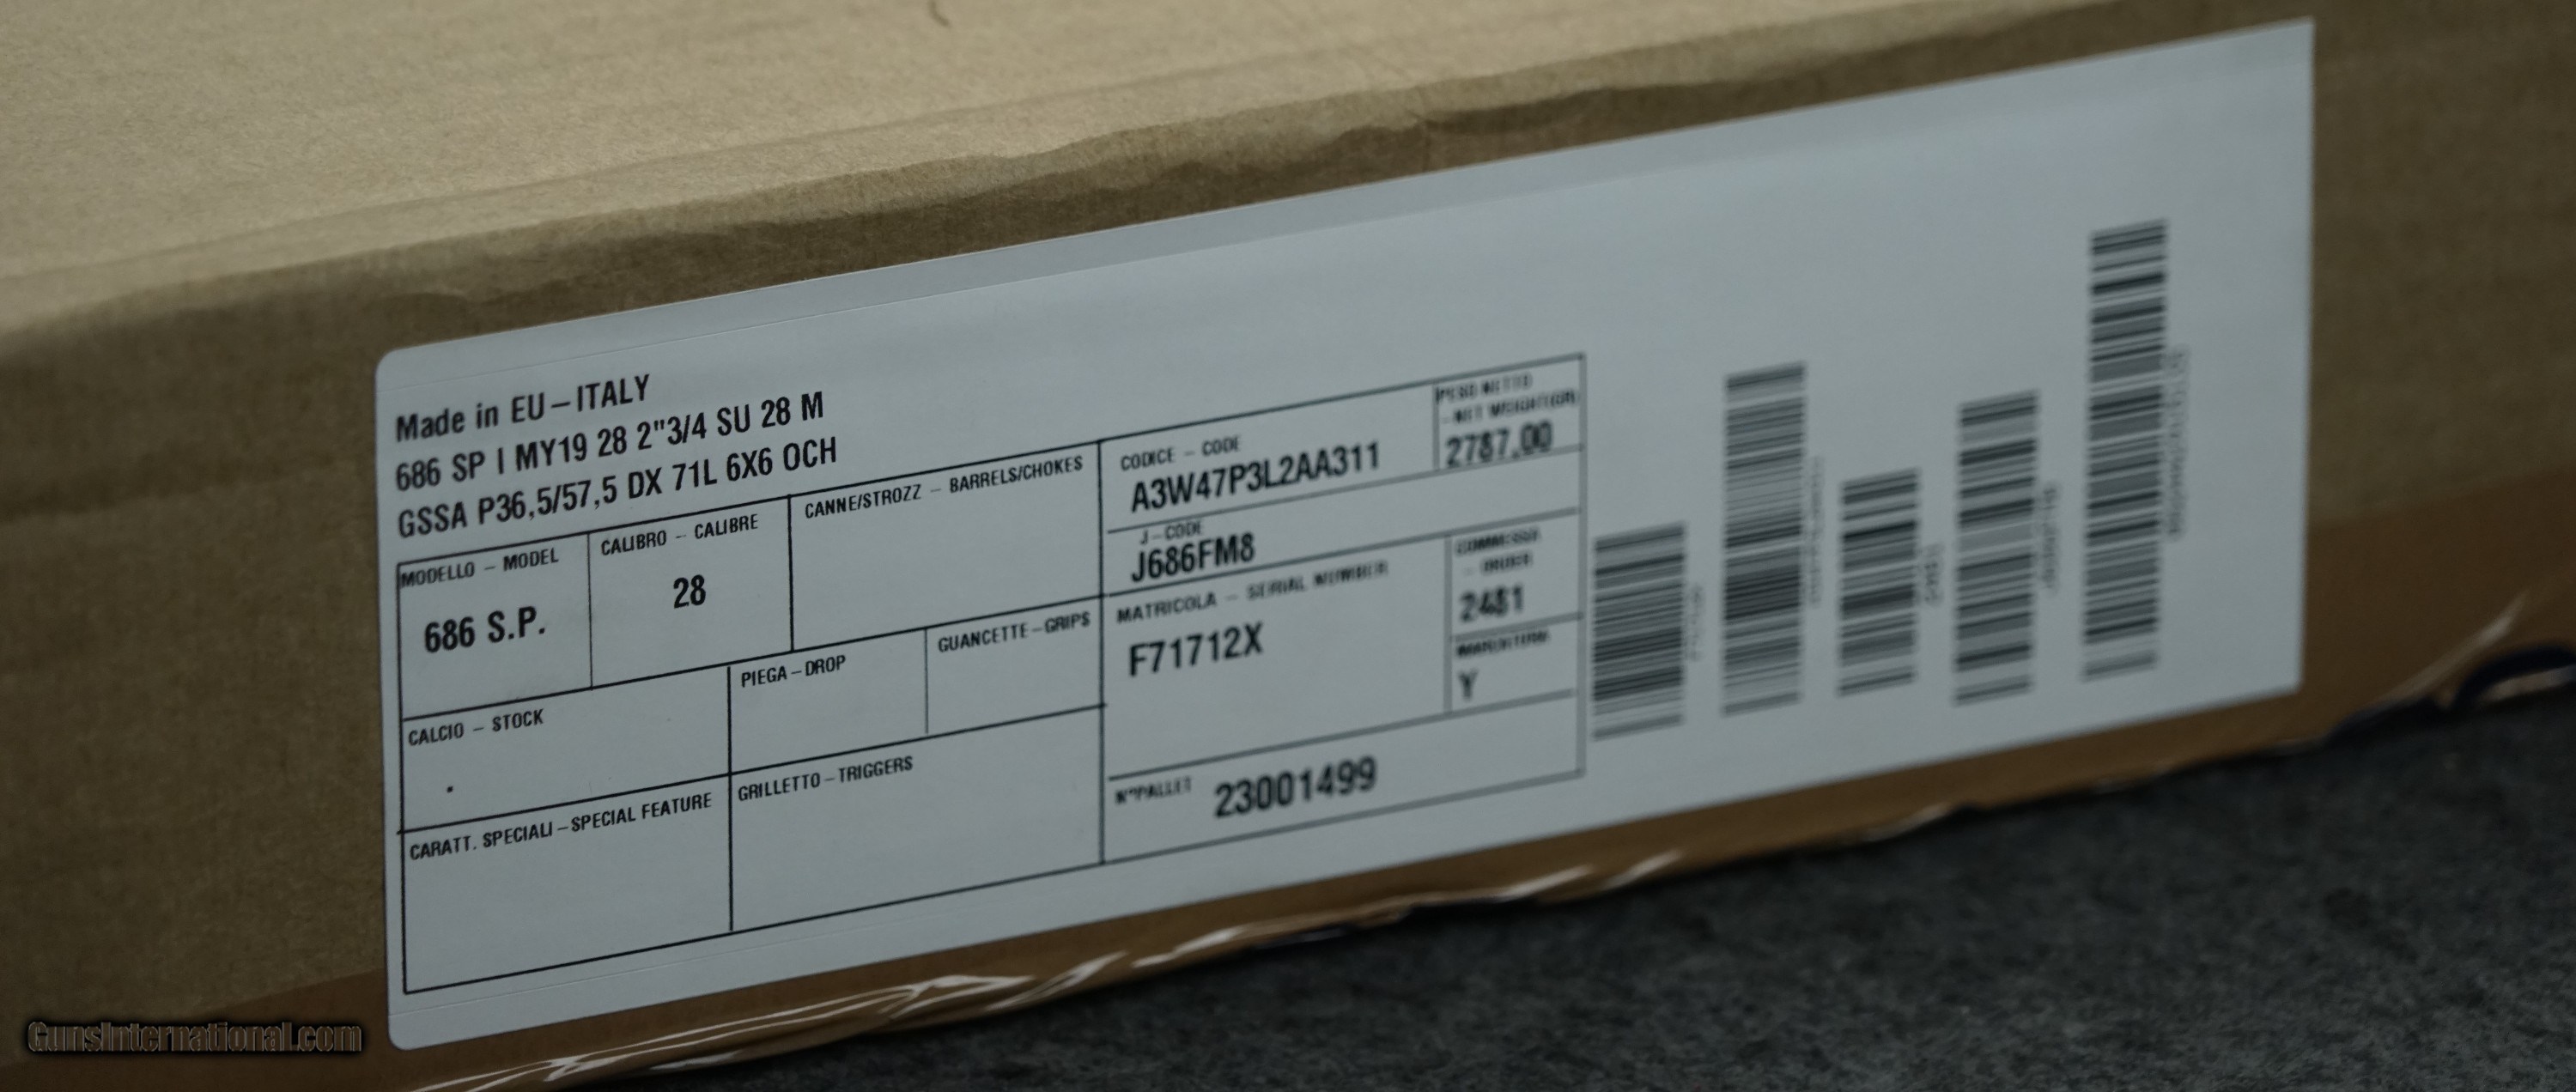 Made in EU-ITALY
686 SP I MY19 28 2"3/4 SU 28 M
GSSA P36,5/57,5 DX 71L 6X6 OCH
MODELLO - MODEL
686 S.P.
CALIBRO - CALIBRE
28
CANNE/STROZZ - BARRELS/CHOKES
CALCIO - STOCK
.
PIEGA-DROP
GUANCETTE-GRIPS
CARATT. SPECIALI-SPECIAL FEATURE
GRILLETTO-TRIGGERS
CODICE - CODE
A3W47P3L2AA311
PESO NETTO
- NET WEIGHT(GR)
2787,00
J-CODE
J686FM8
MATRICOLA - SERIAL NUMBER
F71712X
COMMESSA
- ORDER
Y
N°PALLET 23001499
GunsInternational.com